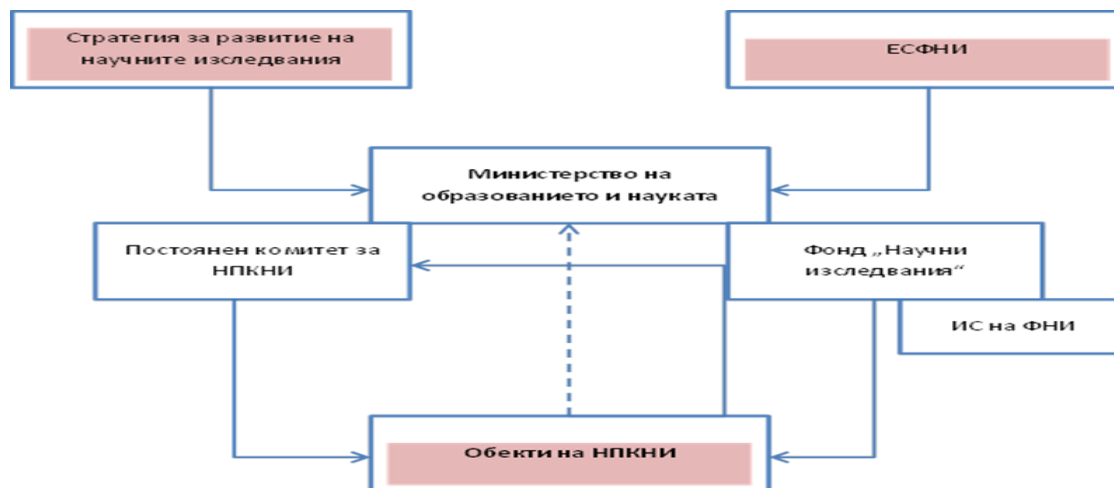 Стратегия за развитие на
научните изследвания
ЕСФНИ
Министерство на
образованието и науката
Постоянен комитет за
НПКНИ
Фонд „Научни
изследвания“
ИС на ФНИ
Обекти на НПКНИ